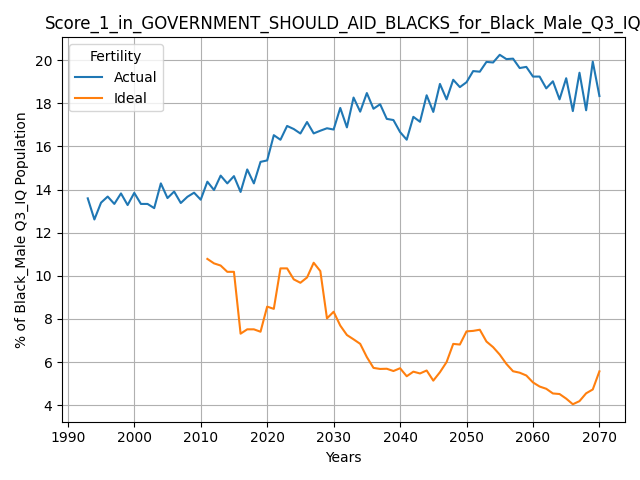 Score_1_in_GOVERNMENT_SHOULD_AID_BLACKS_for_Black_Male_Q3_IQ
Fertility
Actual
Ideal
% of Black_Male Q3_IQ Population
20
18
16
14
12
10
8
6
4
1990 2000 2010 2020 2030 2040 2050 2060 2070
Years